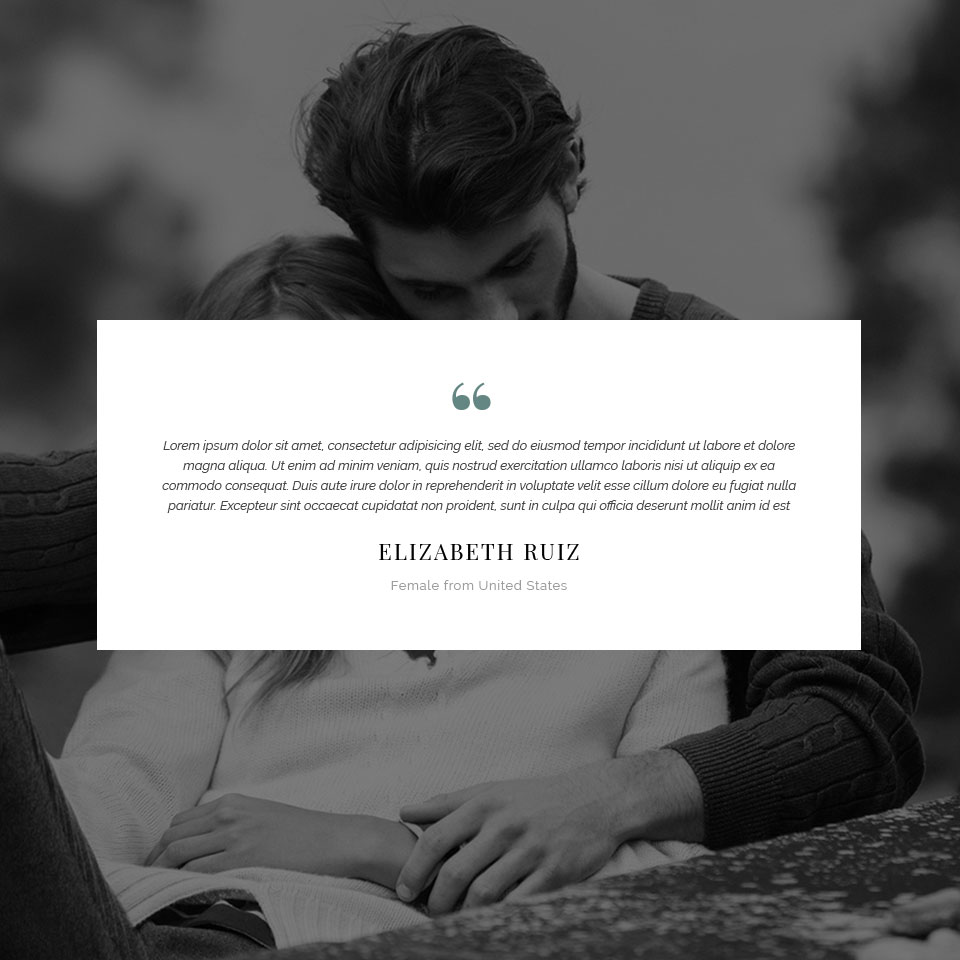 “
Lorem ipsum dolor sit amet, consectetur adipisicing elit, sed do eiusmod tempor incididunt ut labore et dolore
magna aliqua. Ut enim ad minim veniam, quis nostrud exercitation ullamco laboris nisi ut aliquip ex ea
commodo consequat. Duis aute irure dolor in reprehenderit in voluptate velit esse cillum dolore eu fugiat nulla
pariatur. Excepteur sint occaecat cupidatat non proident, sunt in culpa qui officia deserunt mollit anim id est
ELIZABETH RUIZ
Female from United States